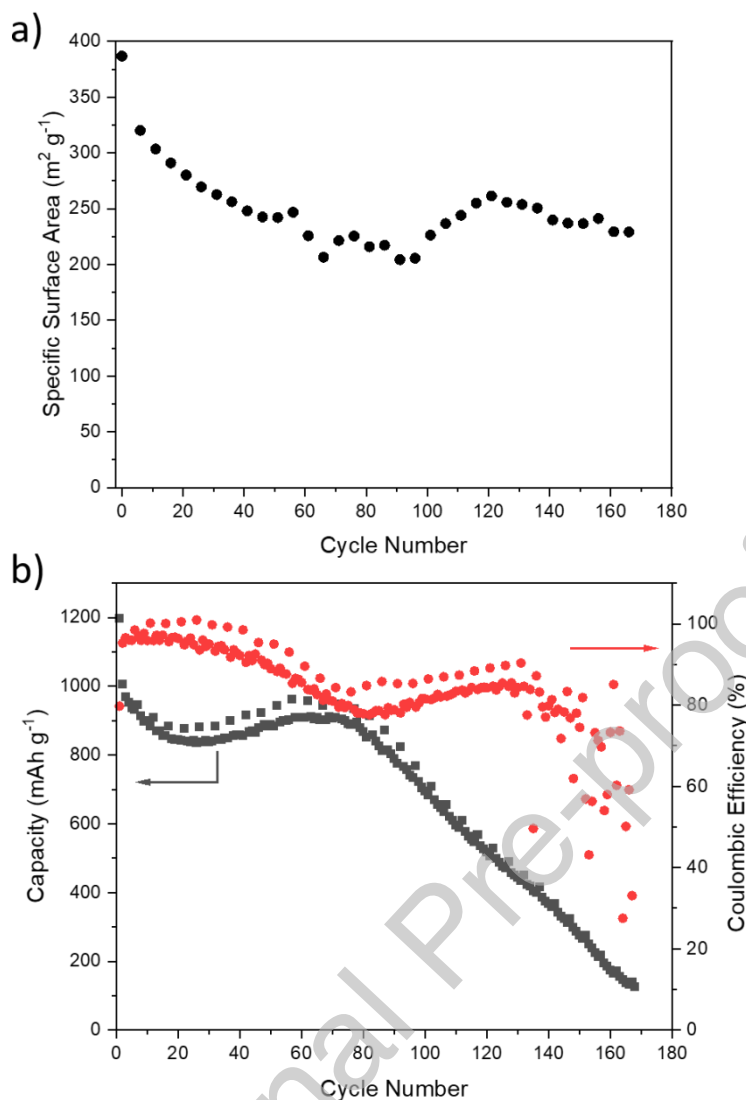 a)
400
350
300
250
200
150
100
50
0
0 20 40 60 80 100 120 140 160 180
Specific Surface Area (m² g⁻¹)
Cycle Number
b)
1200
1000
800
600
400
200
0
100
80
60
40
20
0
0 20 40 60 80 100 120 140 160 180
Capacity (mAh g⁻¹)
Coulombic Efficiency (%)
Cycle Number
nal Pre-proo